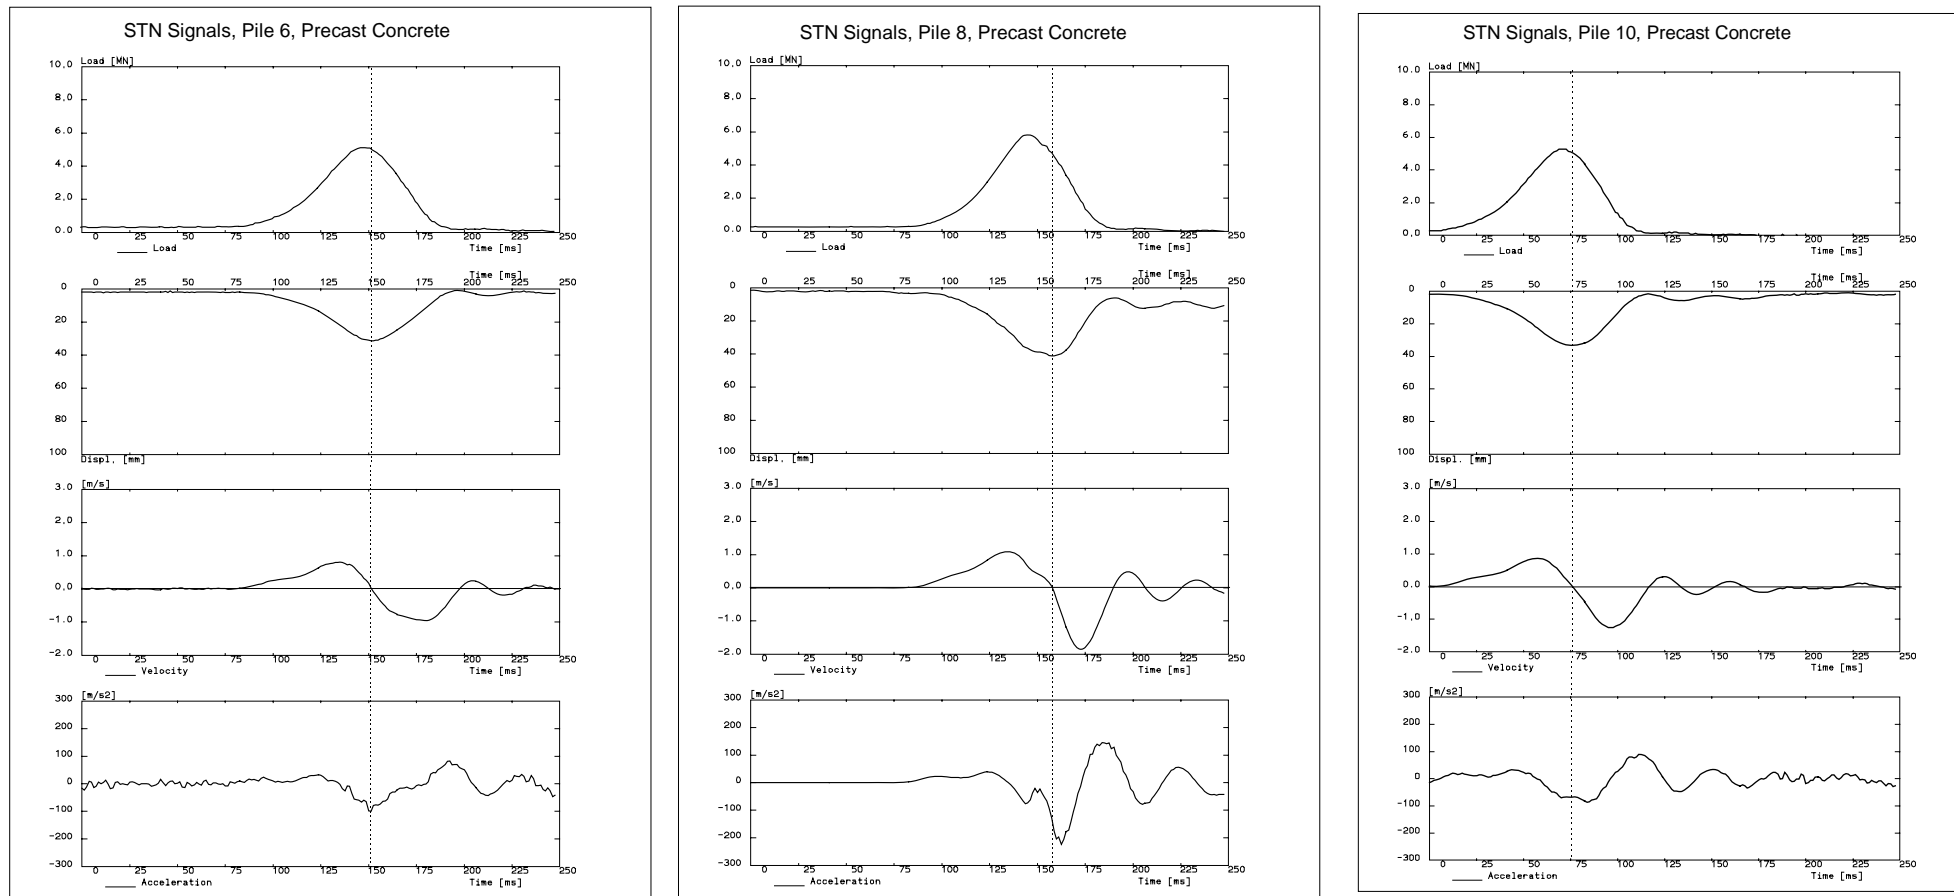 STN Signals, Pile 6, Precast Concrete
Load [MN]
10.0
8.0
6.0
4.0
2.0
0.0
0 25 50 75 100 125 150 175 200 225 250
Load Time [ms]
Time [ms]
0 25 50 75 100 125 150 175 200 225 250
0
20
40
60
80
100
Displ. [mm]
[m/s]
3.0
2.0
1.0
0.0
-1.0
-2.0
0 25 50 75 100 125 150 175 200 225 250
Velocity Time [ms]
[m/s2]
300
200
100
0
-100
-200
-300
0 25 50 75 100 125 150 175 200 225 250
Acceleration Time [ms]
STN Signals, Pile 8, Precast Concrete
Load [MN]
10.0
8.0
6.0
4.0
2.0
0.0
0 25 50 75 100 125 150 175 200 225 250
Load Time [ms]
Time [ms]
0 25 50 75 100 125 150 175 200 225 250
0
20
40
60
80
100
Displ. [mm]
[m/s]
3.0
2.0
1.0
0.0
-1.0
-2.0
0 25 50 75 100 125 150 175 200 225 250
Velocity Time [ms]
[m/s2]
300
200
100
0
-100
-200
-300
0 25 50 75 100 125 150 175 200 225 250
Acceleration Time [ms]
STN Signals, Pile 10, Precast Concrete
Load [MN]
10.0
8.0
6.0
4.0
2.0
0.0
0 25 50 75 100 125 150 175 200 225 250
Load Time [ms]
Time [ms]
0 25 50 75 100 125 150 175 200 225 250
0
20
40
60
80
100
Displ. [mm]
[m/s]
3.0
2.0
1.0
0.0
-1.0
-2.0
0 25 50 75 100 125 150 175 200 225 250
Velocity Time [ms]
[m/s2]
300
200
100
0
-100
-200
-300
0 25 50 75 100 125 150 175 200 225 250
Acceleration Time [ms]